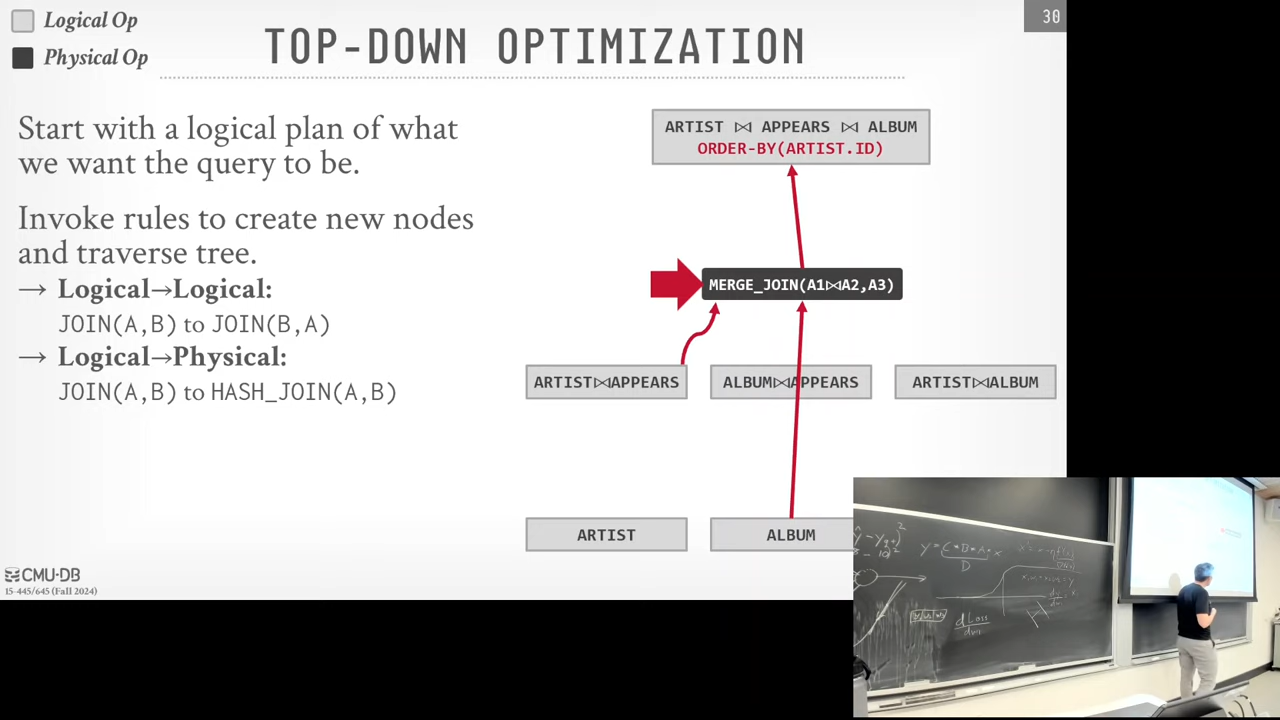 Logical Op
Physical Op
30
TOP-DOWN OPTIMIZATION
Start with a logical plan of what
we want the query to be.
Invoke rules to create new nodes
and traverse tree.
→ Logical→Logical:
JOIN(A,B) to JOIN(B,A)
→ Logical→Physical:
JOIN(A,B) to HASH_JOIN(A,B)
ARTIST ⋈ APPEARS ⋈ ALBUM
ORDER-BY(ARTIST.ID)
MERGE_JOIN(A1⋈A2,A3)
ARTIST⋈APPEARS
ALBUM⋈APPEARS
ARTIST⋈ALBUM
ARTIST
ALBUM
CMU·DB
15-445/645 (Fall 2024)